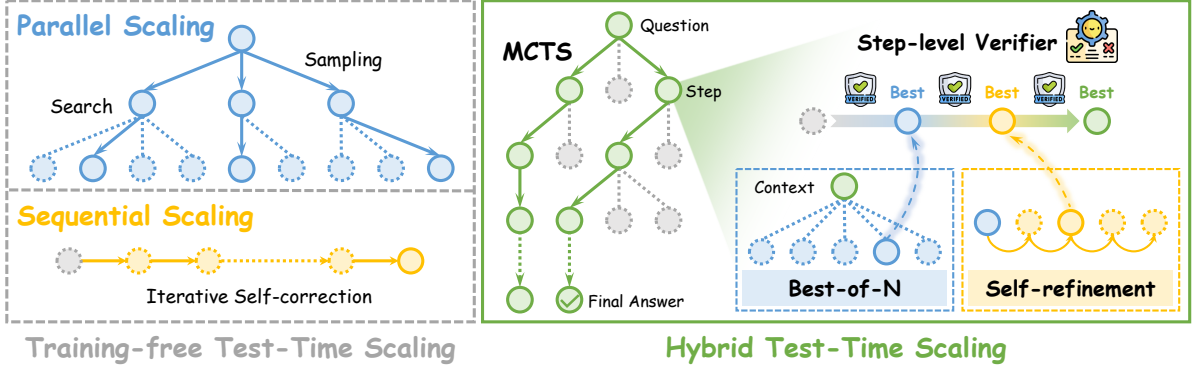 Parallel Scaling
Sampling
Search
Sequential Scaling
Iterative Self-correction
Training-free Test-Time Scaling
MCTS
Question
Step
Final Answer
Step-level Verifier
VERIFIED
Best
VERIFIED
Best
VERIFIED
Best
Context
Best-of-N
Self-refinement
Hybrid Test-Time Scaling